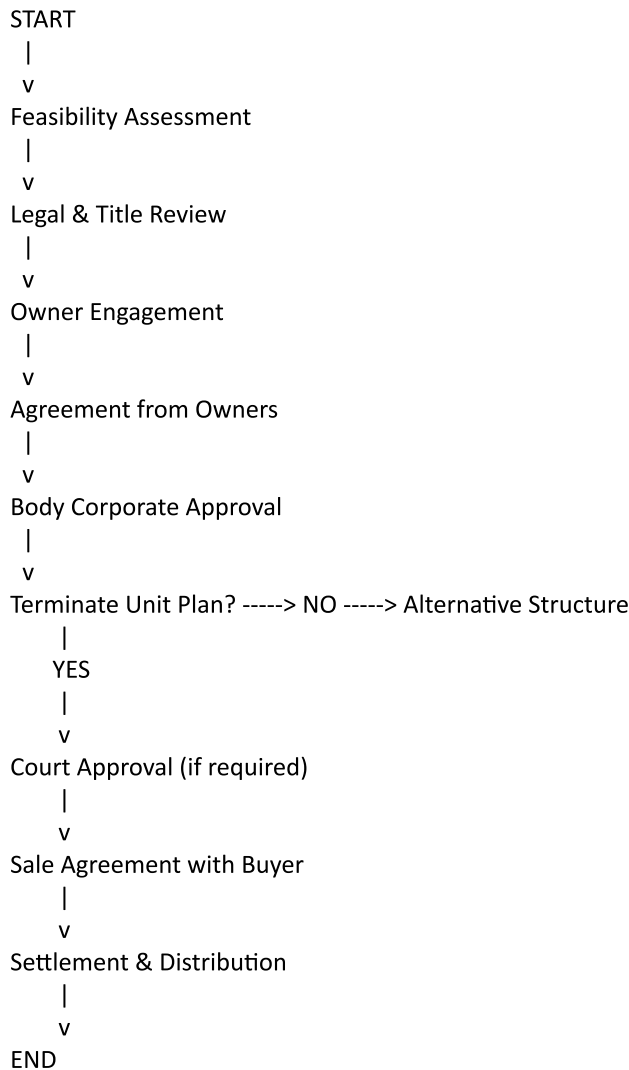 START
|
v
Feasibility Assessment
|
v
Legal & Title Review
|
v
Owner Engagement
|
v
Agreement from Owners
|
v
Body Corporate Approval
|
v
Terminate Unit Plan? -----> NO -----> Alternative Structure
|
YES
|
v
Court Approval (if required)
|
v
Sale Agreement with Buyer
|
v
Settlement & Distribution
|
v
END